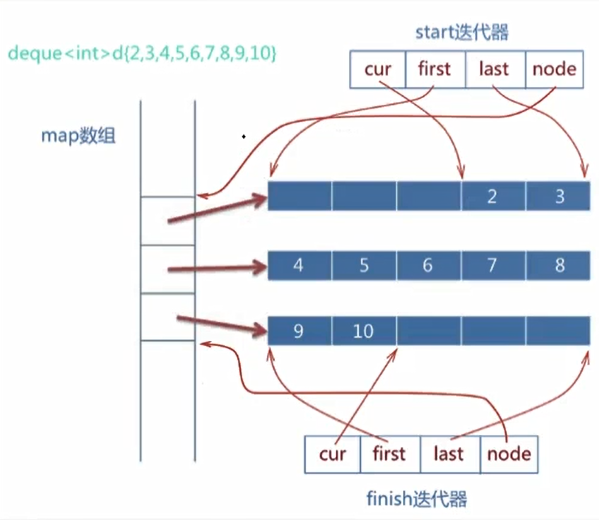 start迭代器
deque<int>d{2,3,4,5,6,7,8,9,10}
cur first last node
map数组
2 3
4 5 6 7 8
9 10
cur first last node
finish迭代器